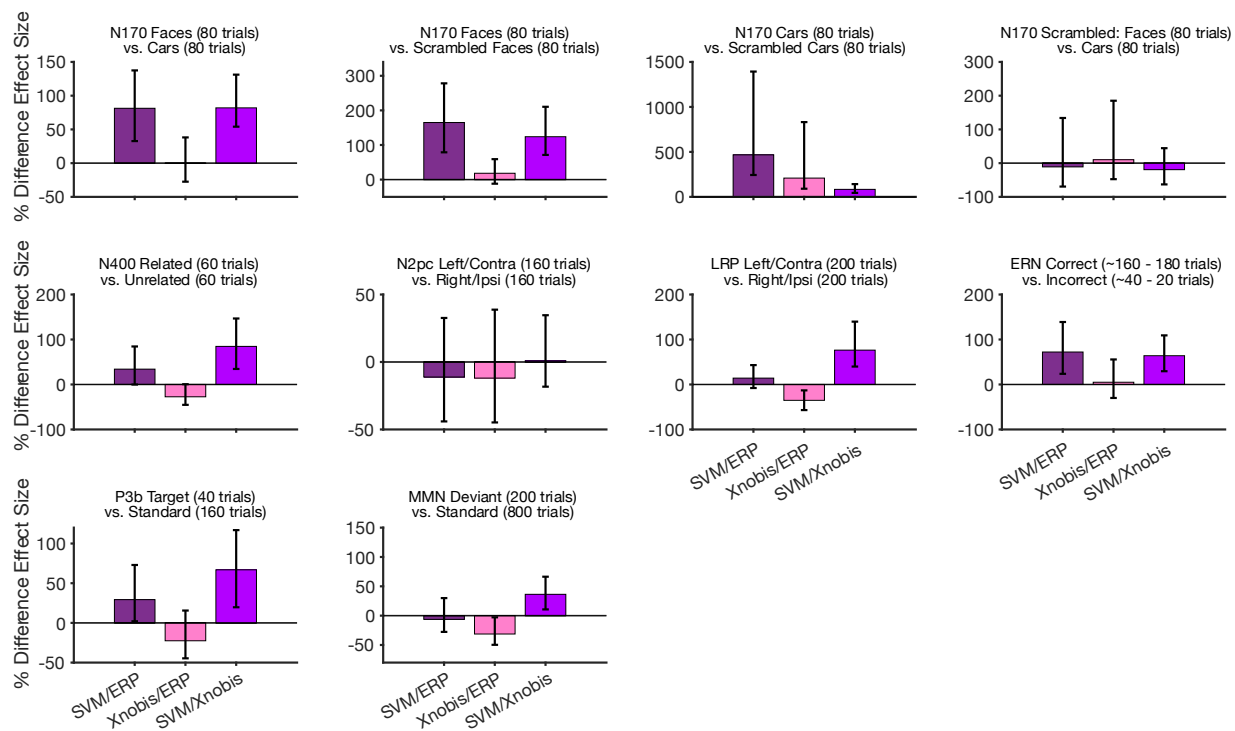 N170 Faces (80 trials)
vs. Cars (80 trials)
N170 Faces (80 trials)
vs. Scrambled Faces (80 trials)
N170 Cars (80 trials)
vs. Scrambled Cars (80 trials)
N170 Scrambled: Faces (80 trials)
vs. Cars (80 trials)
% Difference Effect Size
150
100
50
0
-50
300
200
100
0
1500
1000
500
0
300
200
100
0
-100
N400 Related (60 trials)
vs. Unrelated (60 trials)
N2pc Left/Contra (160 trials)
vs. Right/Ipsi (160 trials)
LRP Left/Contra (200 trials)
vs. Right/Ipsi (200 trials)
ERN Correct (~160 - 180 trials)
vs. Incorrect (~40 - 20 trials)
% Difference Effect Size
200
100
0
-100
50
0
-50
200
100
0
-100
200
100
0
-100
SVM/ERP
Xnobis/ERP
SVM/Xnobis
SVM/ERP
Xnobis/ERP
SVM/Xnobis
P3b Target (40 trials)
vs. Standard (160 trials)
MMN Deviant (200 trials)
vs. Standard (800 trials)
% Difference Effect Size
100
50
0
-50
150
100
50
0
-50
SVM/ERP
Xnobis/ERP
SVM/Xnobis
SVM/ERP
Xnobis/ERP
SVM/Xnobis